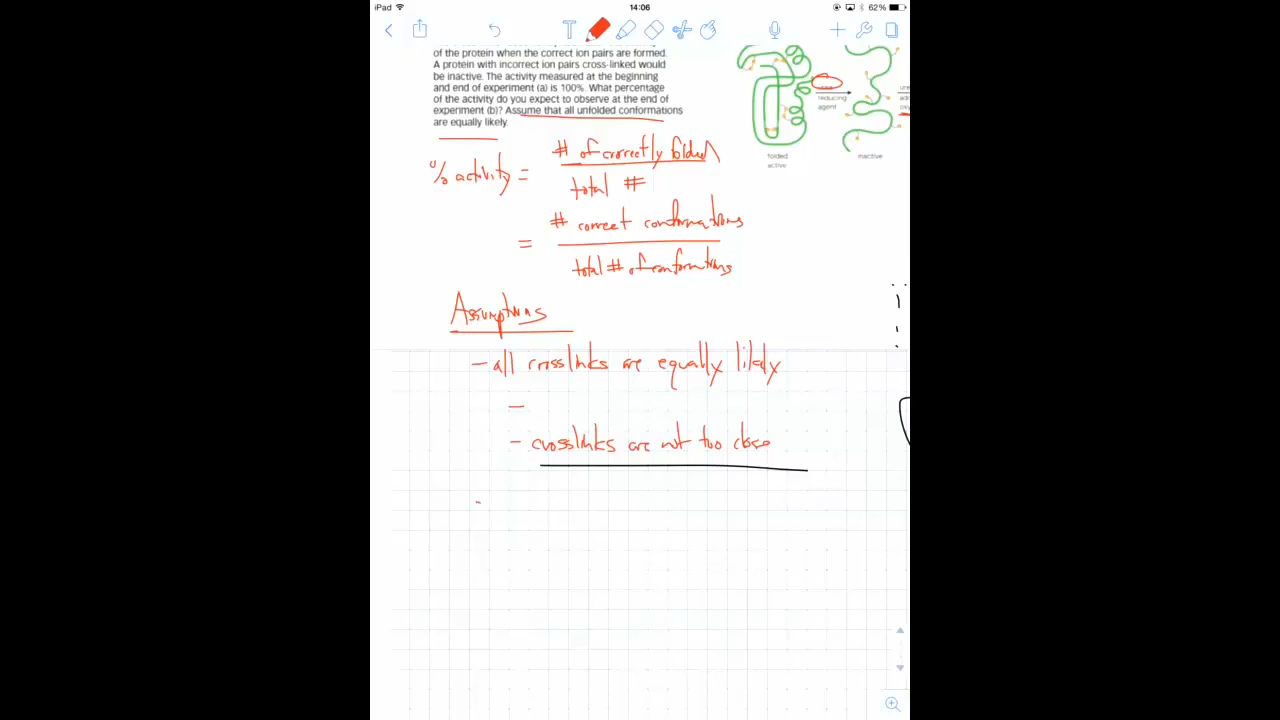 iPad
14:06
62%
of the protein when the correct ion pairs are formed.
A protein with incorrect ion pairs cross-linked would
be inactive. The activity measured at the beginning
and end of experiment (a) is 100%. What percentage
of the activity do you expect to observe at the end of
experiment (b)? Assume that all unfolded conformations
are equally likely.
reducing
agent
folded
active
inactive
% activity = # of correctly folded
total #
= # correct conformations
total # of conformations
Assumptions
- all crosslinks are equally likely
-
- crosslinks are not too close